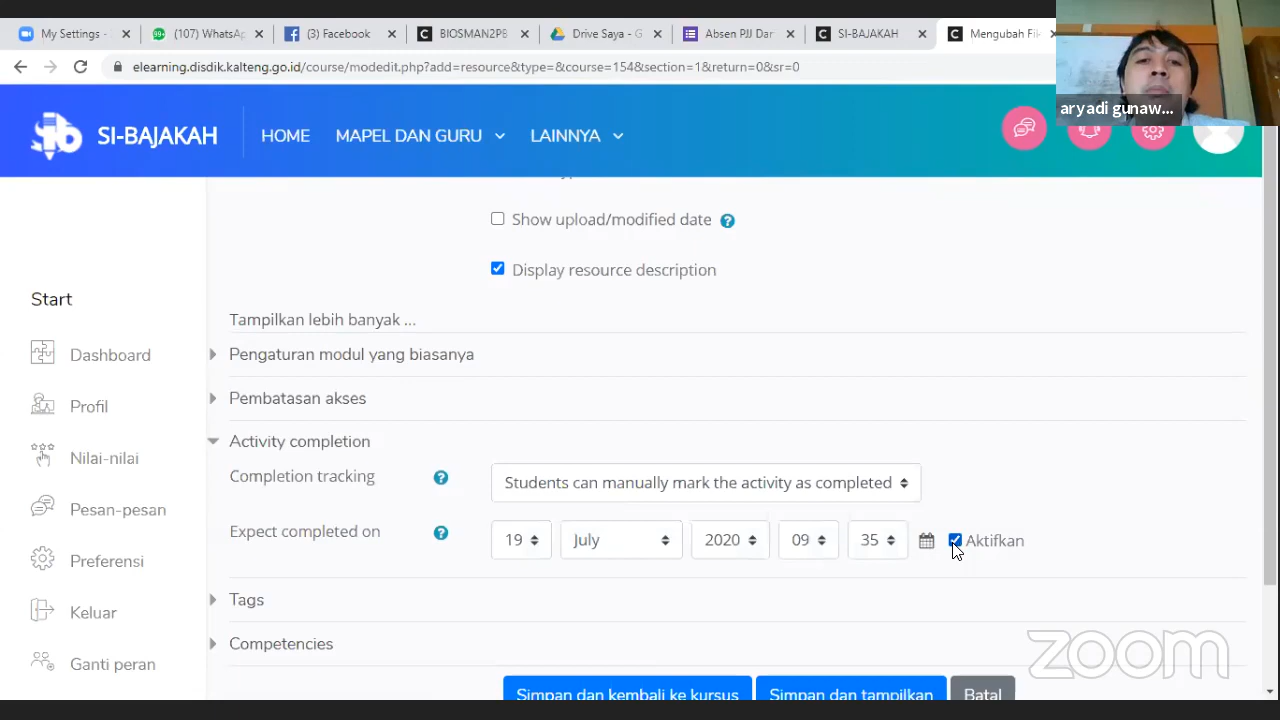 My Settings -
(107) WhatsAp
(3) Facebook
BIOSMAN2PB
Drive Saya - G
Absen PJJ Dar
SI-BAJAKAH
Mengubah Fik
elearning.disdik.kalteng.go.id/course/modedit.php?add=resource&type=&course=154&section=1&return=0&sr=0
aryadi gunaw...
SI-BAJAKAH
HOME
MAPEL DAN GURU
LAINNYA
Show upload/modified date
Display resource description
Start
Tampilkan lebih banyak ...
Dashboard
Pengaturan modul yang biasanya
Profil
Pembatasan akses
Activity completion
Nilai-nilai
Completion tracking
Students can manually mark the activity as completed
Pesan-pesan
Expect completed on
19 July 2020 09 35 Aktifkan
Preferensi
Tags
Keluar
Competencies
zoom
Ganti peran
Simpan dan kembali ke kursus
Simpan dan tampilkan
Batal